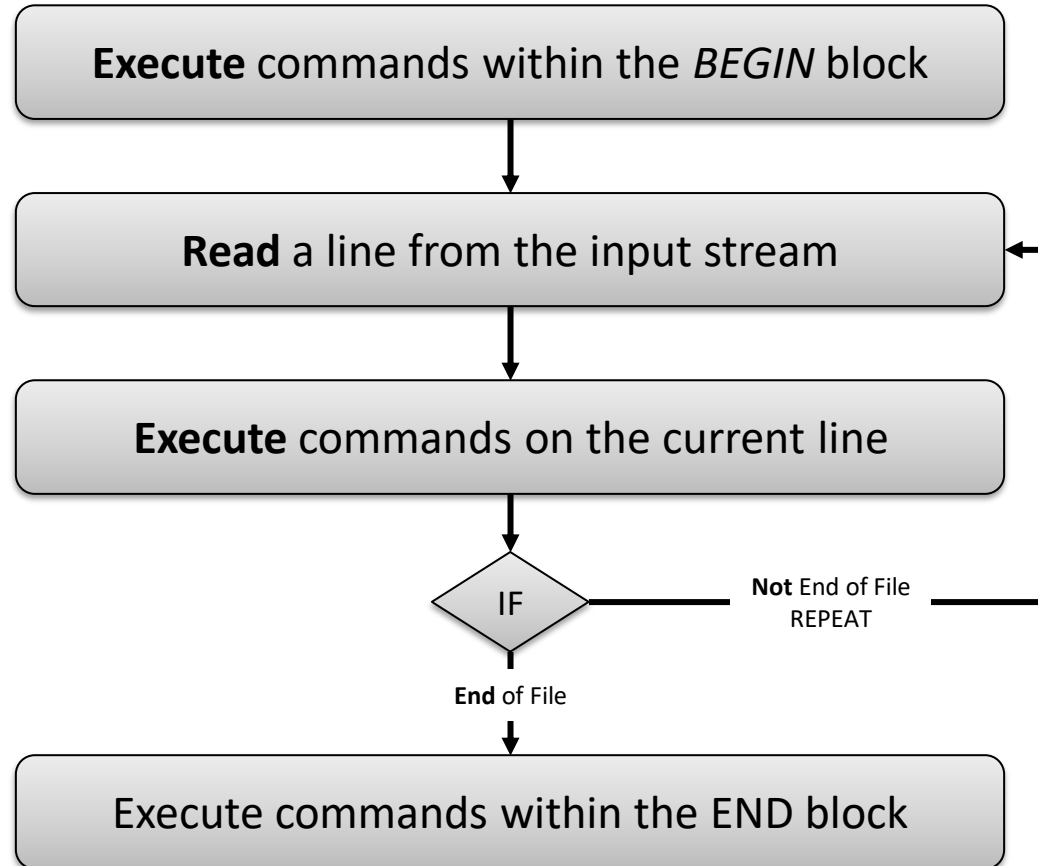 Execute commands within the BEGIN block
Read a line from the input stream
Execute commands on the current line
IF
Not End of File
REPEAT
End of File
Execute commands within the END block